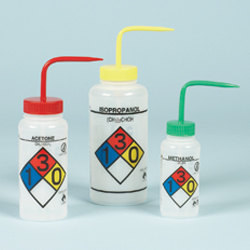 ACETONE
3
1
0
ISOPROPANOL
(CH₃)₂CHOH
3
1
0
METHANOL
3
1
0